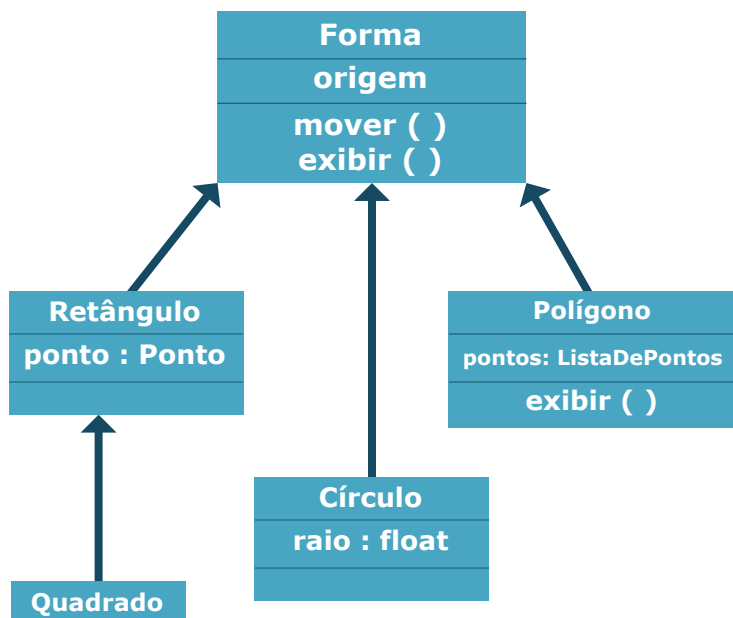 Forma
origem
mover ( )
exibir ( )
Retângulo
ponto : Ponto
Polígono
pontos: ListaDePontos
exibir ( )
Círculo
raio : float
Quadrado